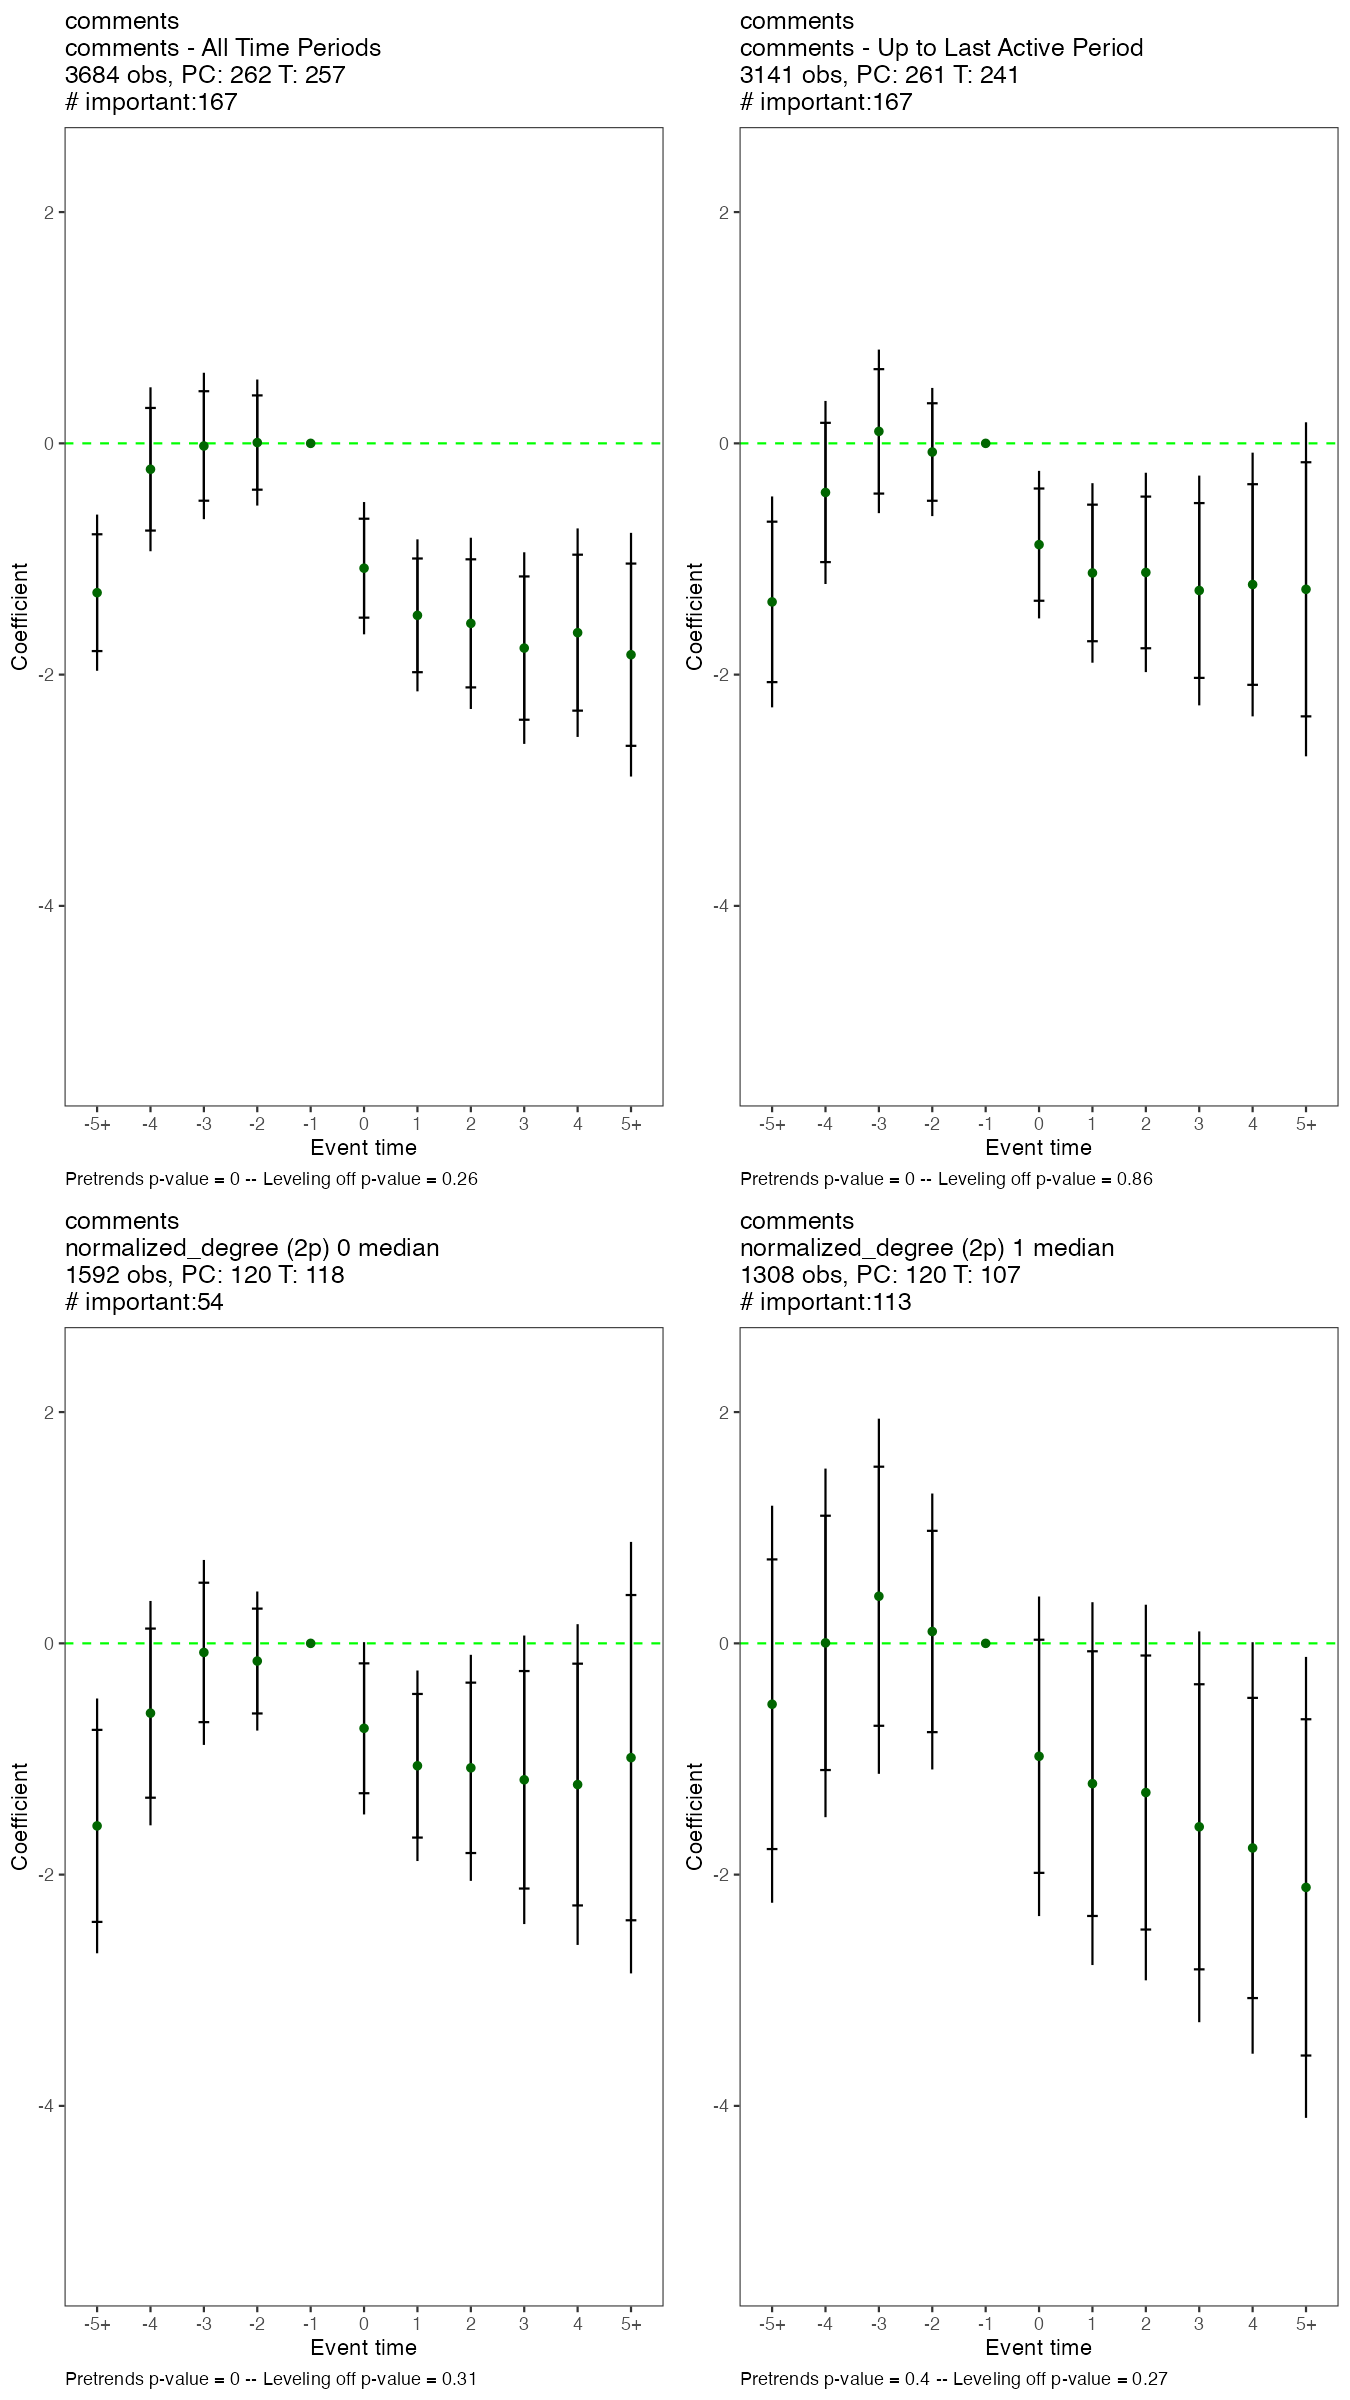 comments
comments - All Time Periods
3684 obs, PC: 262 T: 257
# important:167
2
0
-2
-4
Coefficient
-5+ -4 -3 -2 -1 0 1 2 3 4 5+
Event time
Pretrends p-value = 0 -- Leveling off p-value = 0.26
comments
comments - Up to Last Active Period
3141 obs, PC: 261 T: 241
# important:167
2
0
-2
-4
Coefficient
-5+ -4 -3 -2 -1 0 1 2 3 4 5+
Event time
Pretrends p-value = 0 -- Leveling off p-value = 0.86
comments
normalized_degree (2p) 0 median
1592 obs, PC: 120 T: 118
# important:54
2
0
-2
-4
Coefficient
-5+ -4 -3 -2 -1 0 1 2 3 4 5+
Event time
Pretrends p-value = 0 -- Leveling off p-value = 0.31
comments
normalized_degree (2p) 1 median
1308 obs, PC: 120 T: 107
# important:113
2
0
-2
-4
Coefficient
-5+ -4 -3 -2 -1 0 1 2 3 4 5+
Event time
Pretrends p-value = 0.4 -- Leveling off p-value = 0.27